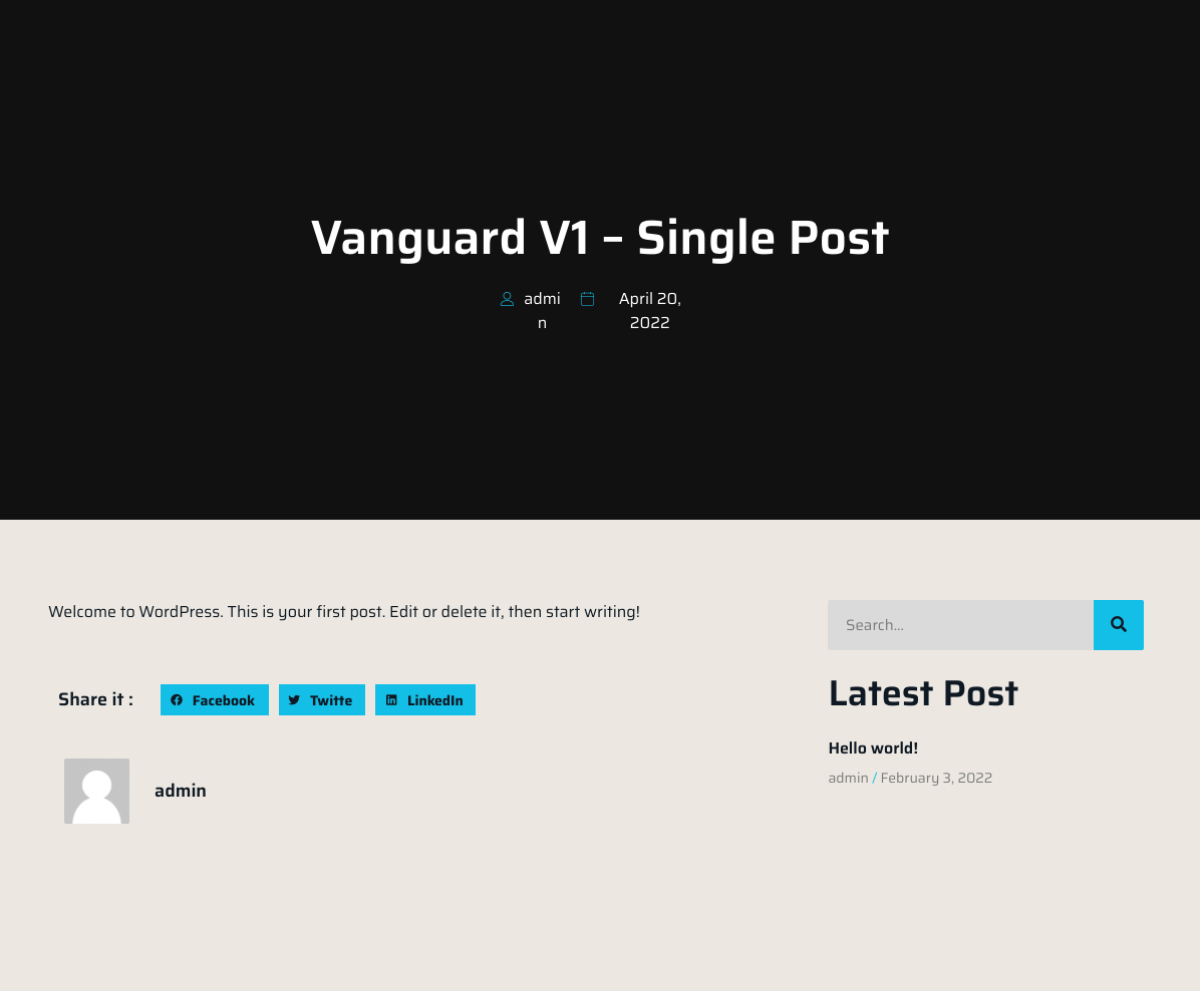 Vanguard V1 – Single Post
admi
n
April 20,
2022
Welcome to WordPress. This is your first post. Edit or delete it, then start writing!
Share it :
Facebook
Twitte
LinkedIn
admin
Search...
Latest Post
Hello world!
admin / February 3, 2022